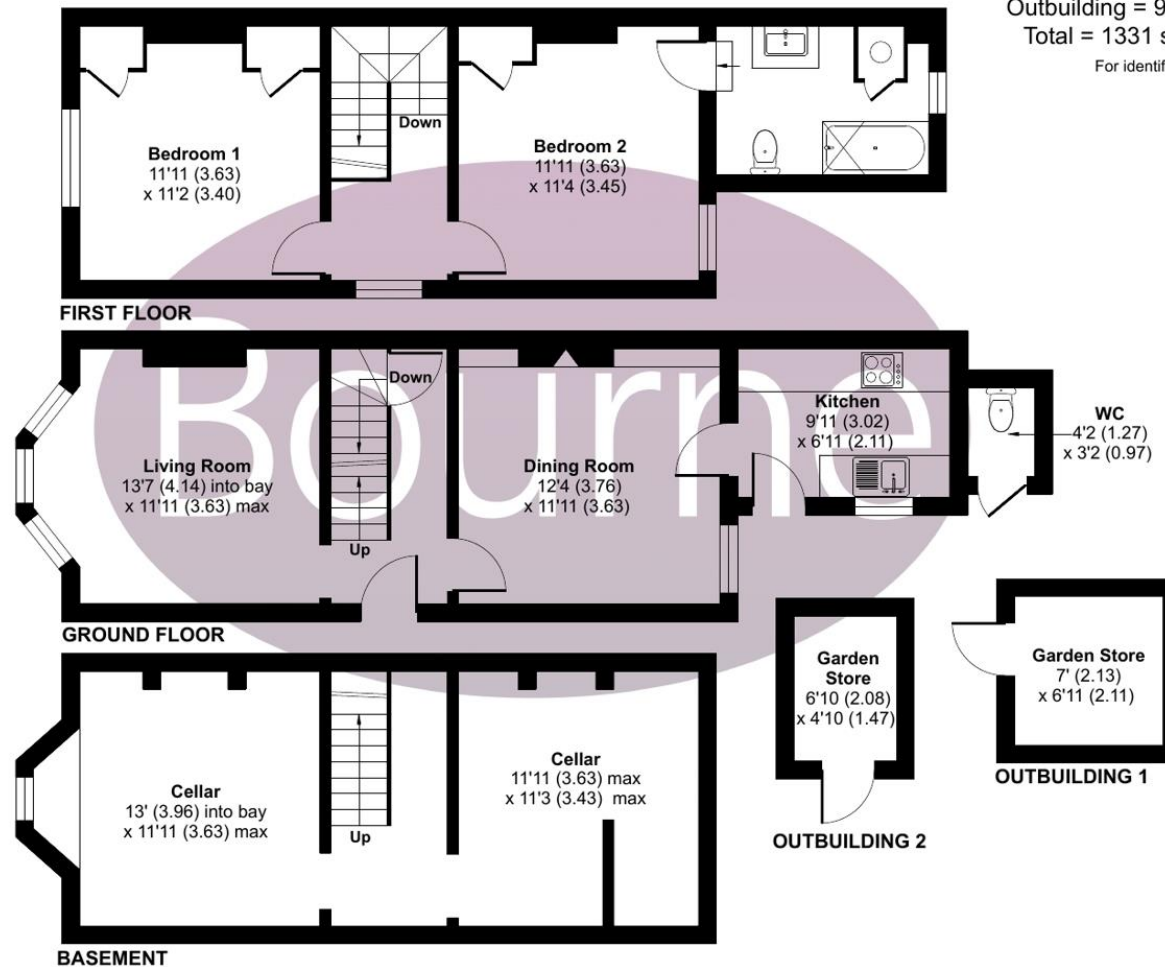 Outbuilding = 9
Total = 1331 s
For identif
Down
Bedroom 1
11'11 (3.63)
x 11'2 (3.40)
Bedroom 2
11'11 (3.63)
x 11'4 (3.45)
FIRST FLOOR
Bourne
Down
Living Room
13'7 (4.14) into bay
x 11'11 (3.63) max
Up
Dining Room
12'4 (3.76)
x 11'11 (3.63)
Kitchen
9'11 (3.02)
x 6'11 (2.11)
WC
4'2 (1.27)
x 3'2 (0.97)
GROUND FLOOR
Cellar
13' (3.96) into bay
x 11'11 (3.63) max
Up
Cellar
11'11 (3.63) max
x 11'3 (3.43) max
BASEMENT
Garden
Store
6'10 (2.08)
x 4'10 (1.47)
OUTBUILDING 2
Garden Store
7' (2.13)
x 6'11 (2.11)
OUTBUILDING 1